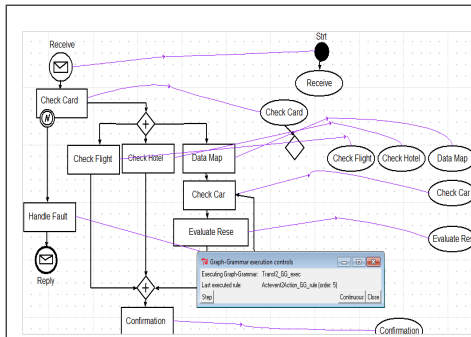 Receive
Strt
Receive
Check Card
Check Card
Check Flight
Check Hotel
Data Map
Check Flight
Check Hotel
Data Map
Check Car
Check Car
Handle Fault
Evaluate Rese
Evaluate Rese
Graph-Grammar execution controls
Executing Graph-Grammar: Transf2_GG_exec
Last executed rule: Actevent2Action_GG_rule (order: 5)
Step
Continuous
Close
Reply
Confirmation
Confirmation